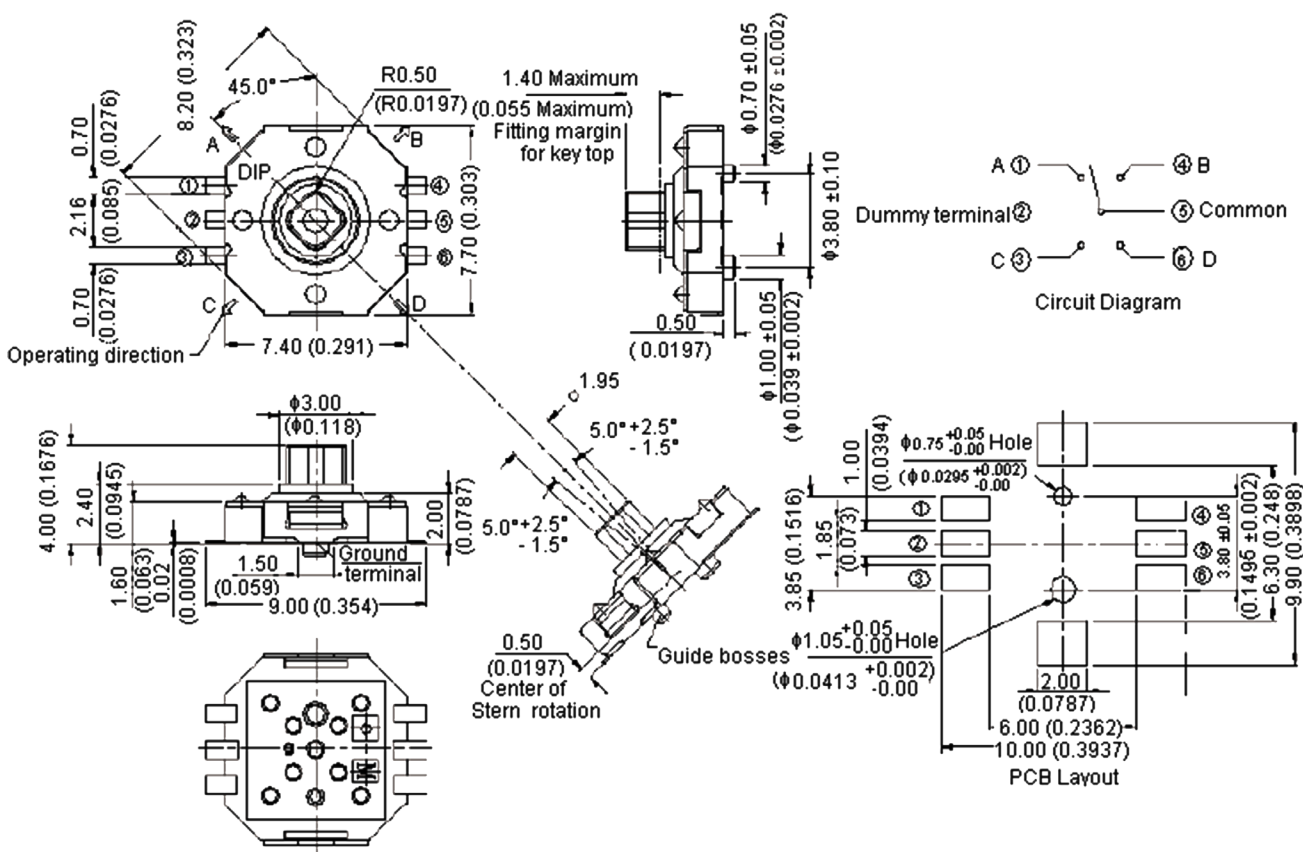 8.20 (0.323)
45.0°
R0.50
(R0.0197)
0.70
(0.0276)
A
B
DIP
①
②
③
④
⑤
⑥
2.16
(0.085)
7.70 (0.303)
0.70
(0.0276)
C
D
Operating direction
7.40 (0.291)
1.40 Maximum
(0.055 Maximum)
Fitting margin
for key top
ϕ0.70 ±0.05
(ϕ0.0276 ±0.002)
ϕ3.80 ±0.10
0.50
( 0.0197)
ϕ1.00 ±0.05
(ϕ0.039 ±0.002)
A ①
④ B
Dummy terminal②
⑤ Common
C ③
⑥ D
Circuit Diagram
ϕ3.00
(ϕ0.118)
4.00 (0.1676)
2.40
(0.0945)
1.60
(0.063)
0.02
(0.0008)
2.00
(0.0787)
Ground
terminal
1.50
(0.059)
9.00 (0.354)
1.95
5.0° +2.5°
- 1.5°
5.0° +2.5°
- 1.5°
0.50
(0.0197)
Center of
Stern rotation
Guide bosses
ϕ0.75 +0.05 Hole
-0.00
(ϕ0.0295 +0.002)
-0.00
1.00
(0.0394)
3.85 (0.1516)
1.85
(0.073)
①
②
③
④
⑤
⑥
3.80 ±0.05
(0.1496 ±0.002)
6.30 (0.248)
9.90 (0.3898)
ϕ1.05 +0.05 Hole
-0.00
(ϕ0.0413 +0.002)
-0.00
2.00
(0.0787)
6.00 (0.2362)
10.00 (0.3937)
PCB Layout